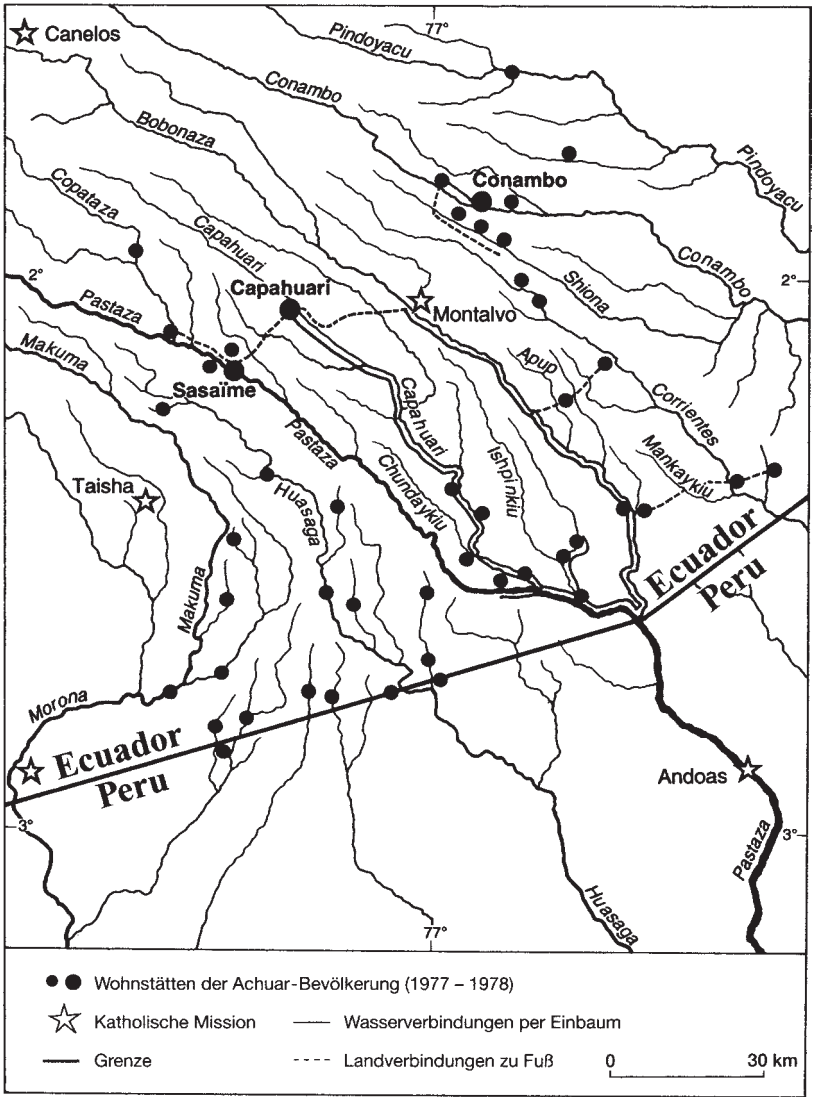 77°
Canelos
Pindoyacu
Conambo
Bobonaza
Pindoyacu
Copataza
Conambo
Capahuari
Conambo
2°
Capahuari
Shiona
2°
Pastaza
Montalvo
Makuma
Apup
Sasaïme
Capahuari
Corrientes
Pastaza
Ishpinkiu
Mankaykiu
Chundaykiu
Taisha
Huasaga
Ecuador
Peru
Makuma
Morona
Ecuador
Peru
Andoas
3°
3°
Pastaza
Huasaga
77°
Wohnstätten der Achuar-Bevölkerung (1977 – 1978)
Katholische Mission
Wasserverbindungen per Einbaum
Grenze
Landverbindungen zu Fuß
0
30 km